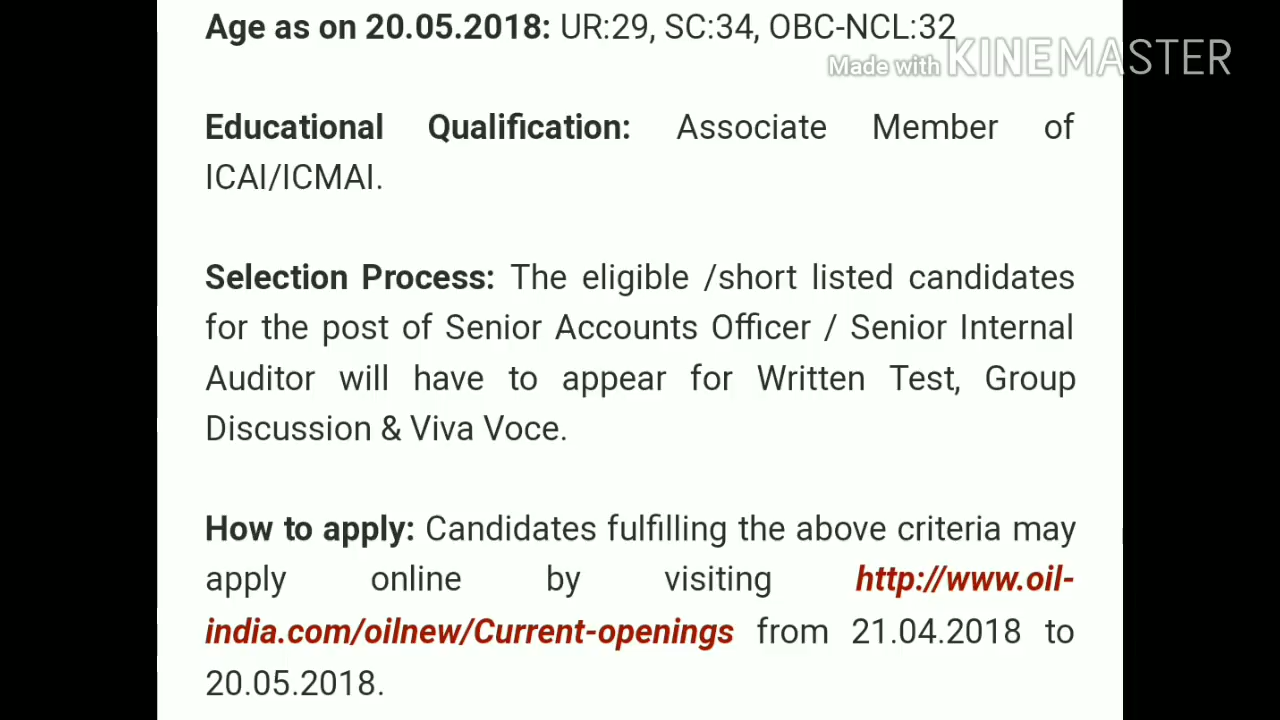 Age as on 20.05.2018: UR:29, SC:34, OBC-NCL:32
Made with KINEMASTER
Educational Qualification: Associate Member of
ICAI/ICMAI.
Selection Process: The eligible /short listed candidates
for the post of Senior Accounts Officer / Senior Internal
Auditor will have to appear for Written Test, Group
Discussion & Viva Voce.
How to apply: Candidates fulfilling the above criteria may
apply online by visiting http://www.oil-
india.com/oilnew/Current-openings from 21.04.2018 to
20.05.2018.